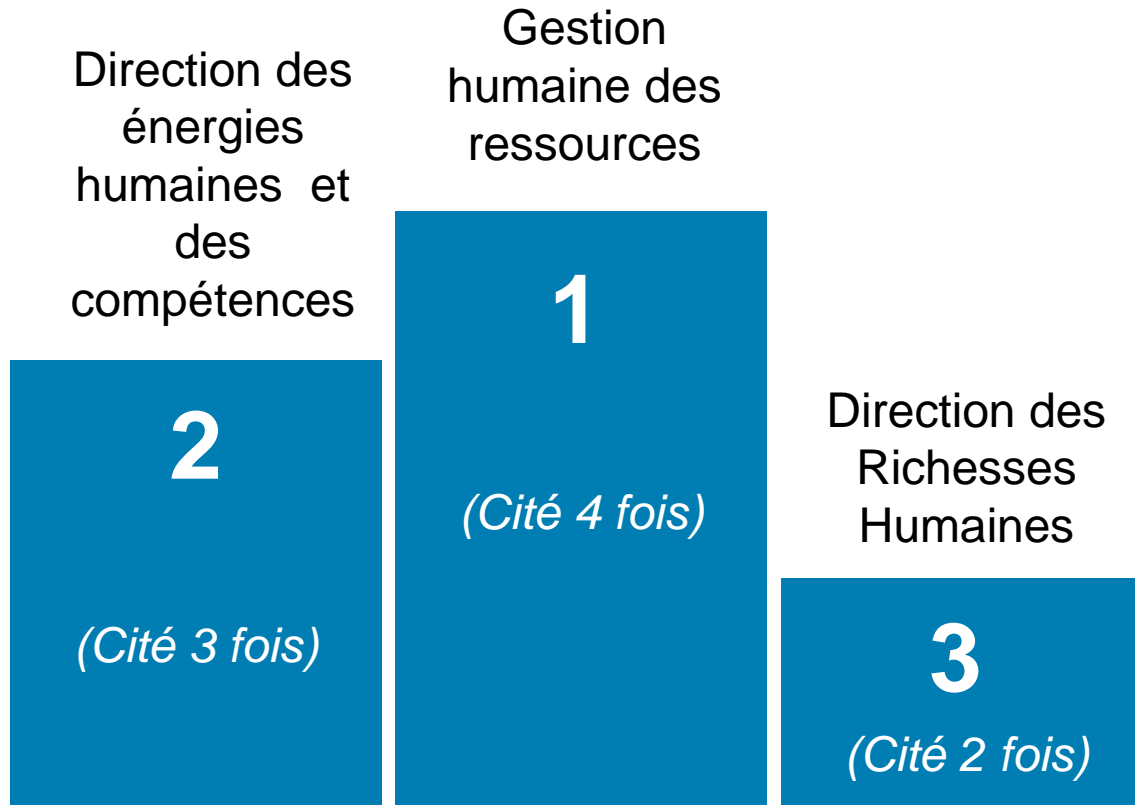 Direction des
énergies
humaines et
des
compétences
2
(Cité 3 fois)
Gestion
humaine des
ressources
1
(Cité 4 fois)
Direction des
Richesses
Humaines
3
(Cité 2 fois)